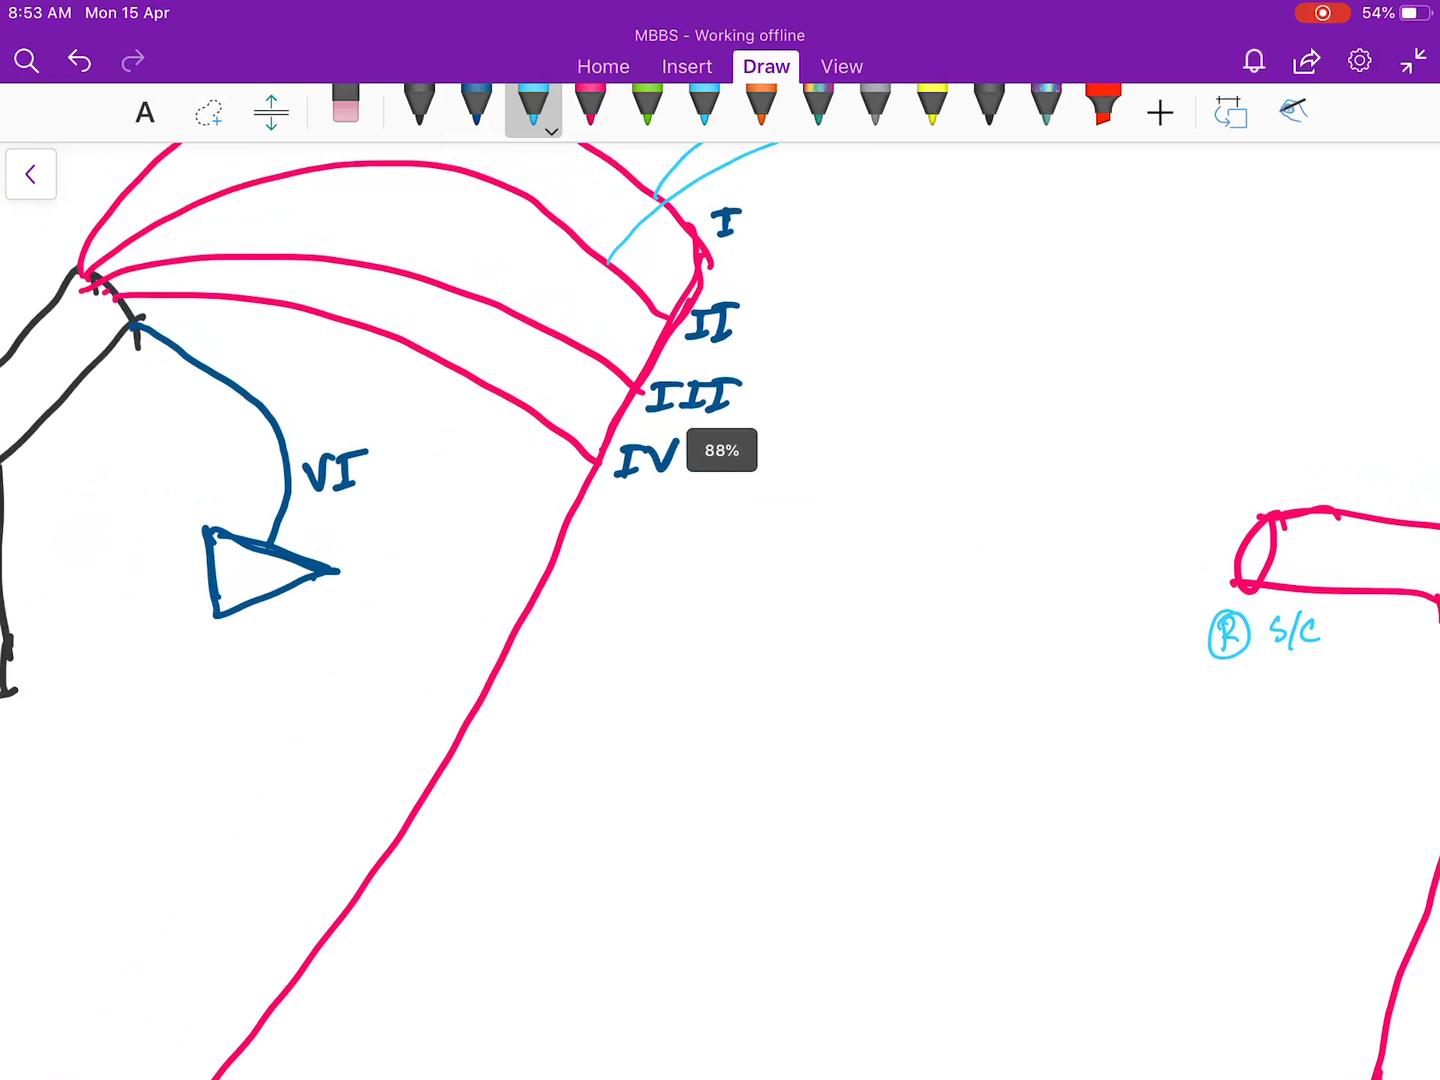 8:53 AM Mon 15 Apr
54%
MBBS - Working offline
Home Insert Draw View
A
I
II
III
IV
88%
VI
R S/C